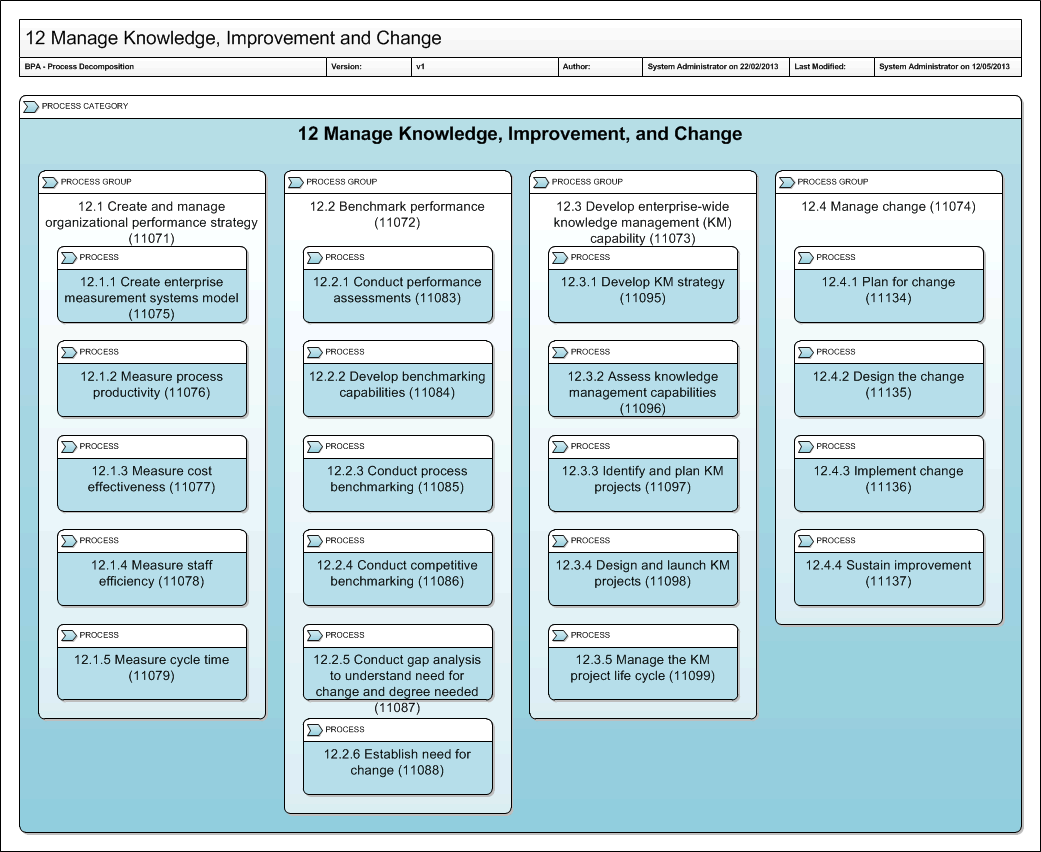 12 Manage Knowledge, Improvement and Change
BPA - Process Decomposition Version: v1 Author: System Administrator on 22/02/2013 Last Modified: System Administrator on 12/05/2013
PROCESS CATEGORY
12 Manage Knowledge, Improvement, and Change
PROCESS GROUP
12.1 Create and manage
organizational performance strategy
(11071)
PROCESS
12.1.1 Create enterprise
measurement systems model
(11075)
PROCESS
12.1.2 Measure process
productivity (11076)
PROCESS
12.1.3 Measure cost
effectiveness (11077)
PROCESS
12.1.4 Measure staff
efficiency (11078)
PROCESS
12.1.5 Measure cycle time
(11079)
PROCESS GROUP
12.2 Benchmark performance
(11072)
PROCESS
12.2.1 Conduct performance
assessments (11083)
PROCESS
12.2.2 Develop benchmarking
capabilities (11084)
PROCESS
12.2.3 Conduct process
benchmarking (11085)
PROCESS
12.2.4 Conduct competitive
benchmarking (11086)
PROCESS
12.2.5 Conduct gap analysis
to understand need for
change and degree needed
(11087)
PROCESS
12.2.6 Establish need for
change (11088)
PROCESS GROUP
12.3 Develop enterprise-wide
knowledge management (KM)
capability (11073)
PROCESS
12.3.1 Develop KM strategy
(11095)
PROCESS
12.3.2 Assess knowledge
management capabilities
(11096)
PROCESS
12.3.3 Identify and plan KM
projects (11097)
PROCESS
12.3.4 Design and launch KM
projects (11098)
PROCESS
12.3.5 Manage the KM
project life cycle (11099)
PROCESS GROUP
12.4 Manage change (11074)
PROCESS
12.4.1 Plan for change
(11134)
PROCESS
12.4.2 Design the change
(11135)
PROCESS
12.4.3 Implement change
(11136)
PROCESS
12.4.4 Sustain improvement
(11137)